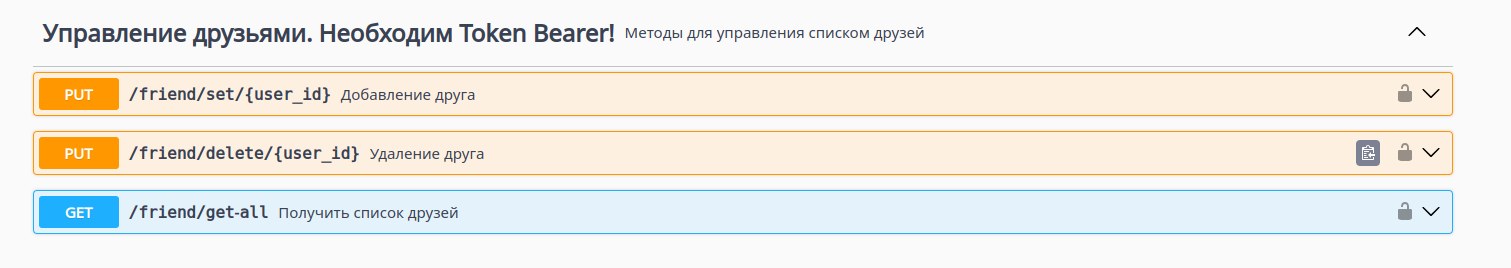 Управление друзьями. Необходим Token Bearer! Методы для управления списком друзей
PUT /friend/set/{user_id} Добавление друга
PUT /friend/delete/{user_id} Удаление друга
GET /friend/get-all Получить список друзей